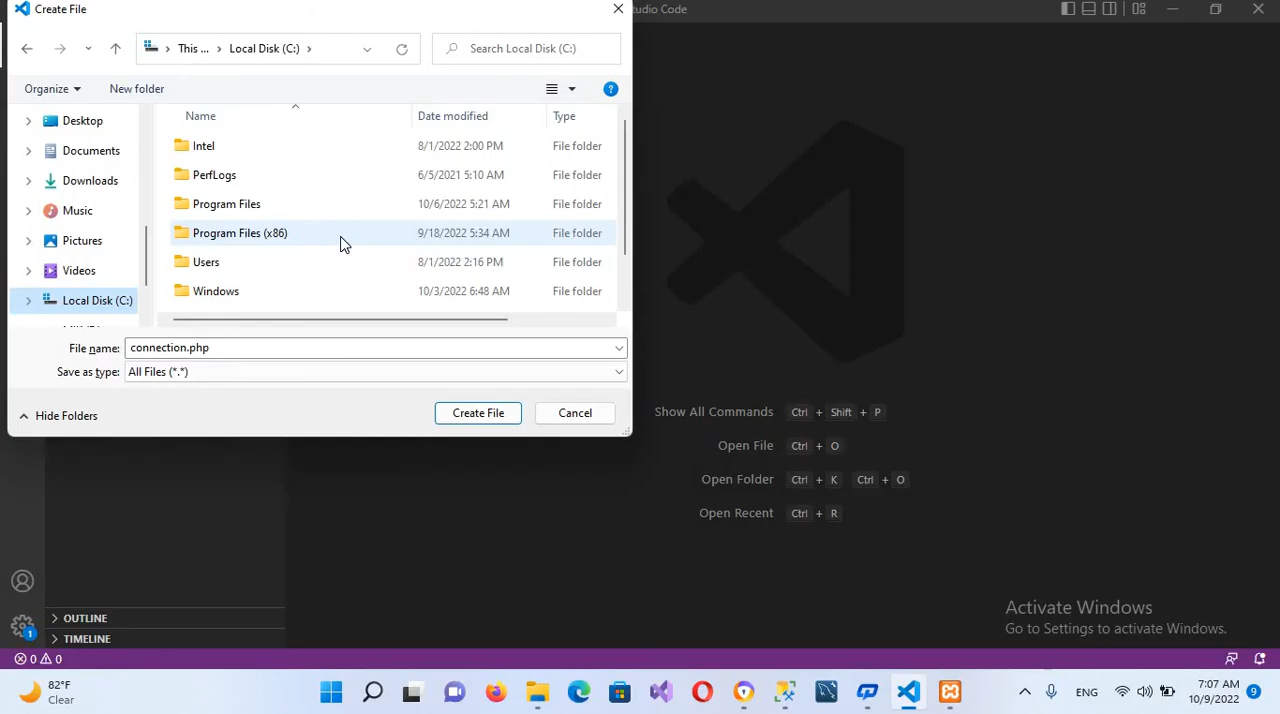 Create File
tudio Code
This ... > Local Disk (C:) >
Search Local Disk (C:)
Organize
New folder
Name
Date modified
Type
Desktop
Documents
Downloads
Music
Pictures
Videos
Local Disk (C:)
Intel 8/1/2022 2:00 PM File folder
PerfLogs 6/5/2021 5:10 AM File folder
Program Files 10/6/2022 5:21 AM File folder
Program Files (x86) 9/18/2022 5:34 AM File folder
Users 8/1/2022 2:16 PM File folder
Windows 10/3/2022 6:48 AM File folder
File name: connection.php
Save as type: All Files (*.*)
Hide Folders
Create File
Cancel
Show All Commands Ctrl + Shift + P
Open File Ctrl + O
Open Folder Ctrl + K Ctrl + O
Open Recent Ctrl + R
1
OUTLINE
TIMELINE
Activate Windows
Go to Settings to activate Windows.
0 0
82°F
Clear
ENG
7:07 AM
10/9/2022
9